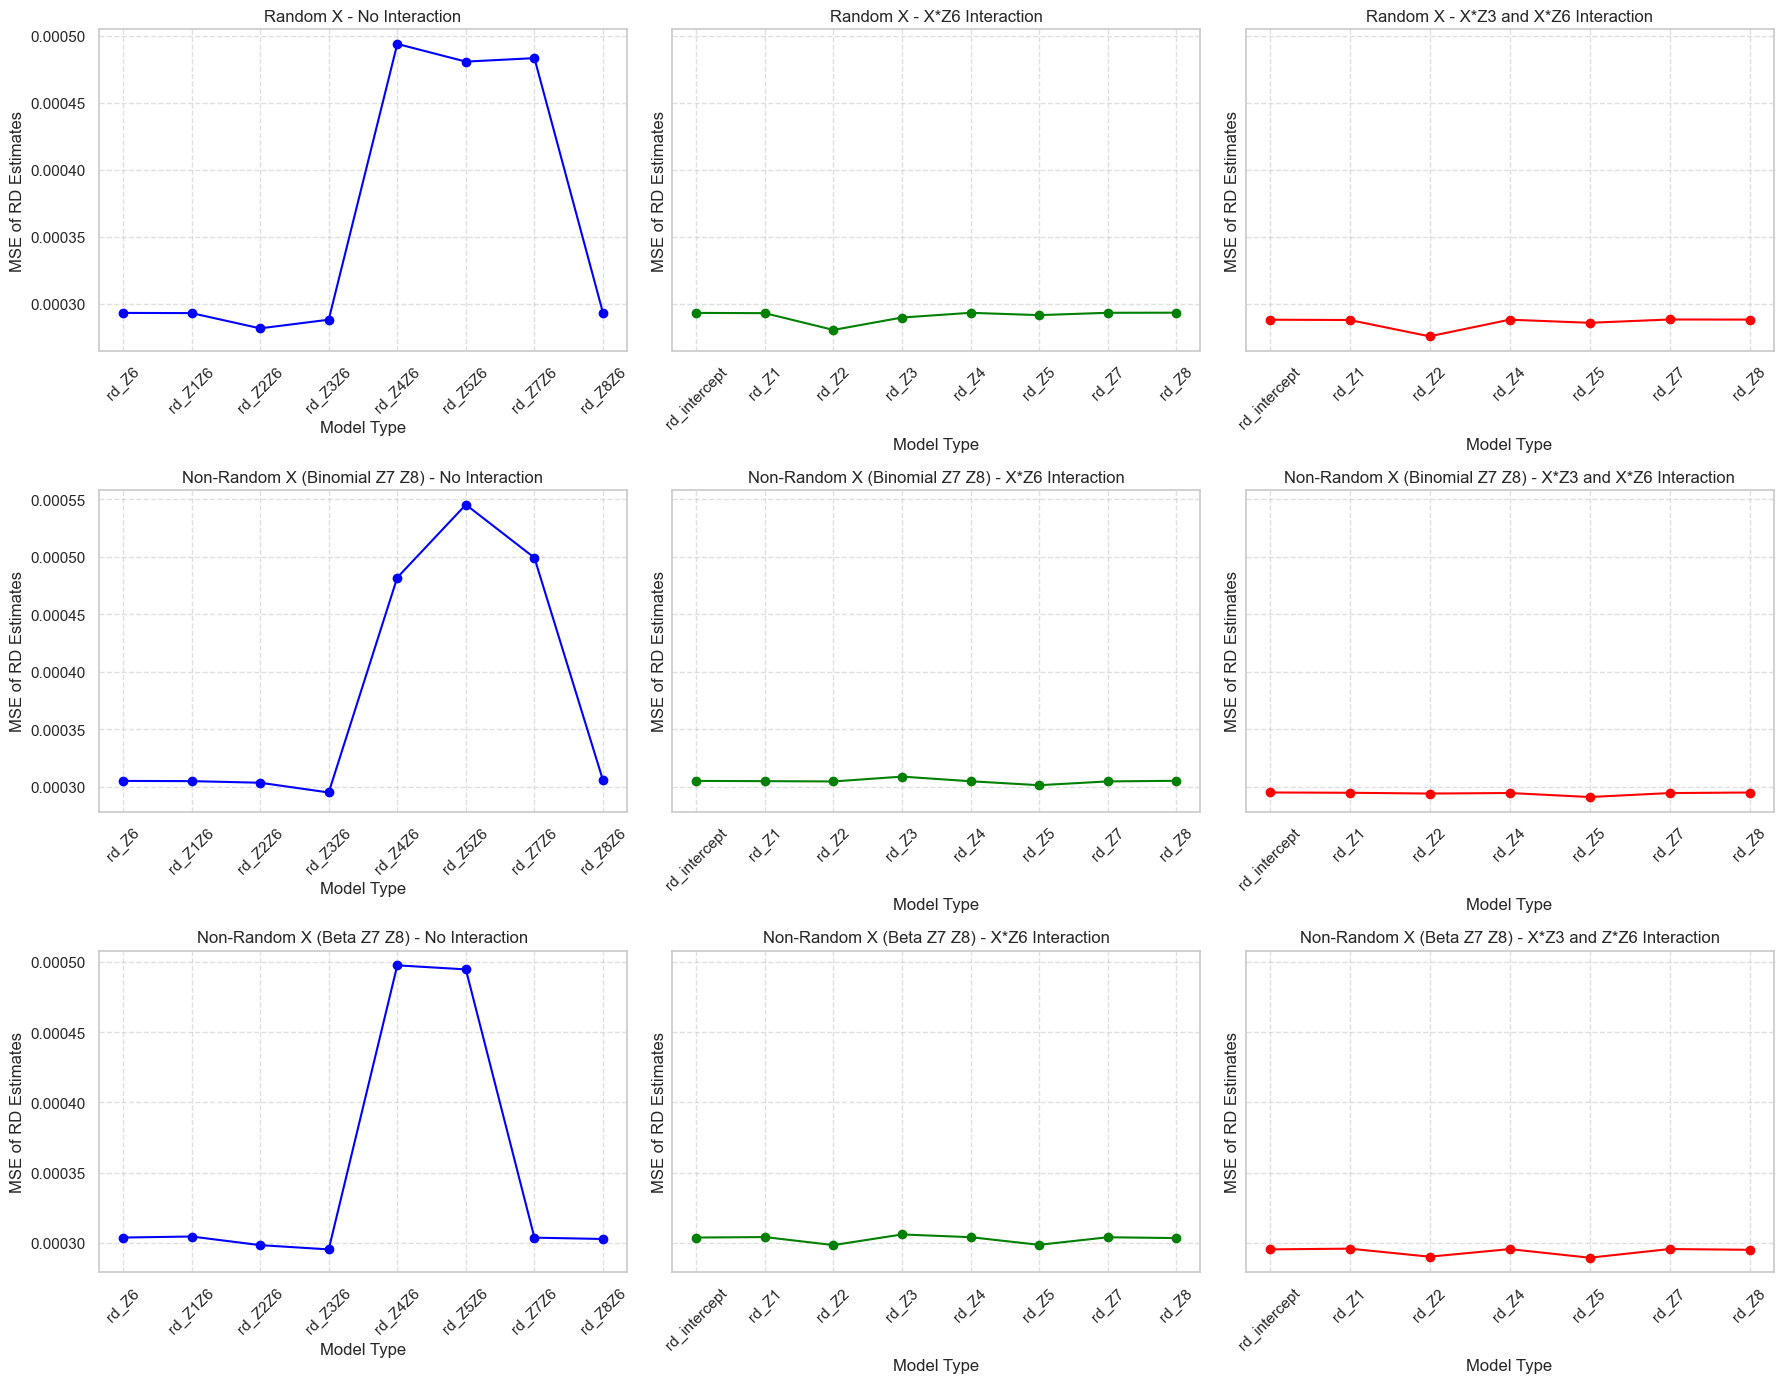 Random X - No Interaction
MSE of RD Estimates
0.00050
0.00045
0.00040
0.00035
0.00030
rd_Z6 rd_Z1Z6 rd_Z2Z6 rd_Z3Z6 rd_Z4Z6 rd_Z5Z6 rd_Z7Z6 rd_Z8Z6
Model Type
Random X - X*Z6 Interaction
MSE of RD Estimates
rd_intercept rd_Z1 rd_Z2 rd_Z3 rd_Z4 rd_Z5 rd_Z7 rd_Z8
Model Type
Random X - X*Z3 and X*Z6 Interaction
MSE of RD Estimates
rd_intercept rd_Z1 rd_Z2 rd_Z4 rd_Z5 rd_Z7 rd_Z8
Model Type
Non-Random X (Binomial Z7 Z8) - No Interaction
MSE of RD Estimates
0.00055
0.00050
0.00045
0.00040
0.00035
0.00030
rd_Z6 rd_Z1Z6 rd_Z2Z6 rd_Z3Z6 rd_Z4Z6 rd_Z5Z6 rd_Z7Z6 rd_Z8Z6
Model Type
Non-Random X (Binomial Z7 Z8) - X*Z6 Interaction
MSE of RD Estimates
rd_intercept rd_Z1 rd_Z2 rd_Z3 rd_Z4 rd_Z5 rd_Z7 rd_Z8
Model Type
Non-Random X (Binomial Z7 Z8) - X*Z3 and X*Z6 Interaction
MSE of RD Estimates
rd_intercept rd_Z1 rd_Z2 rd_Z4 rd_Z5 rd_Z7 rd_Z8
Model Type
Non-Random X (Beta Z7 Z8) - No Interaction
MSE of RD Estimates
0.00050
0.00045
0.00040
0.00035
0.00030
rd_Z6 rd_Z1Z6 rd_Z2Z6 rd_Z3Z6 rd_Z4Z6 rd_Z5Z6 rd_Z7Z6 rd_Z8Z6
Model Type
Non-Random X (Beta Z7 Z8) - X*Z6 Interaction
MSE of RD Estimates
rd_intercept rd_Z1 rd_Z2 rd_Z3 rd_Z4 rd_Z5 rd_Z7 rd_Z8
Model Type
Non-Random X (Beta Z7 Z8) - X*Z3 and Z*Z6 Interaction
MSE of RD Estimates
rd_intercept rd_Z1 rd_Z2 rd_Z4 rd_Z5 rd_Z7 rd_Z8
Model Type